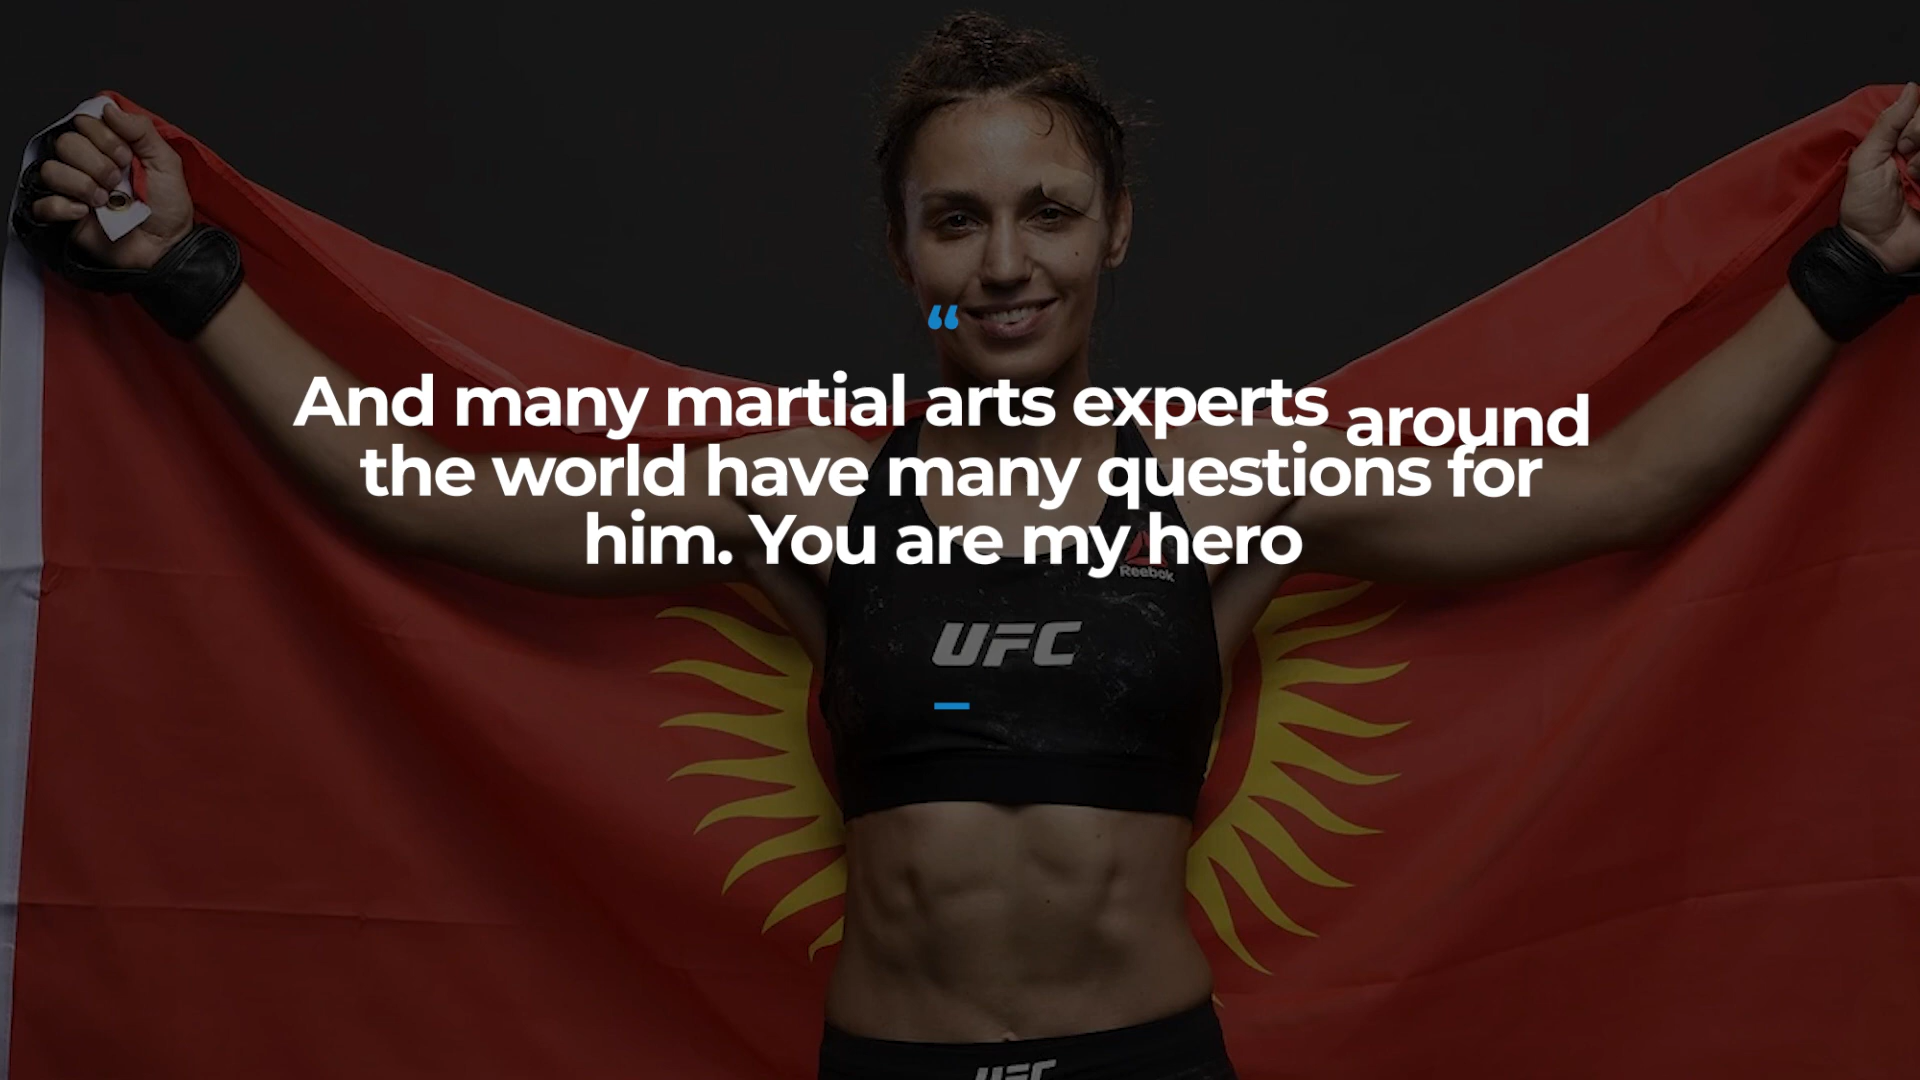 “
And many martial arts experts around
the world have many questions for
him. You are my hero
Reebok
UFC
UFC